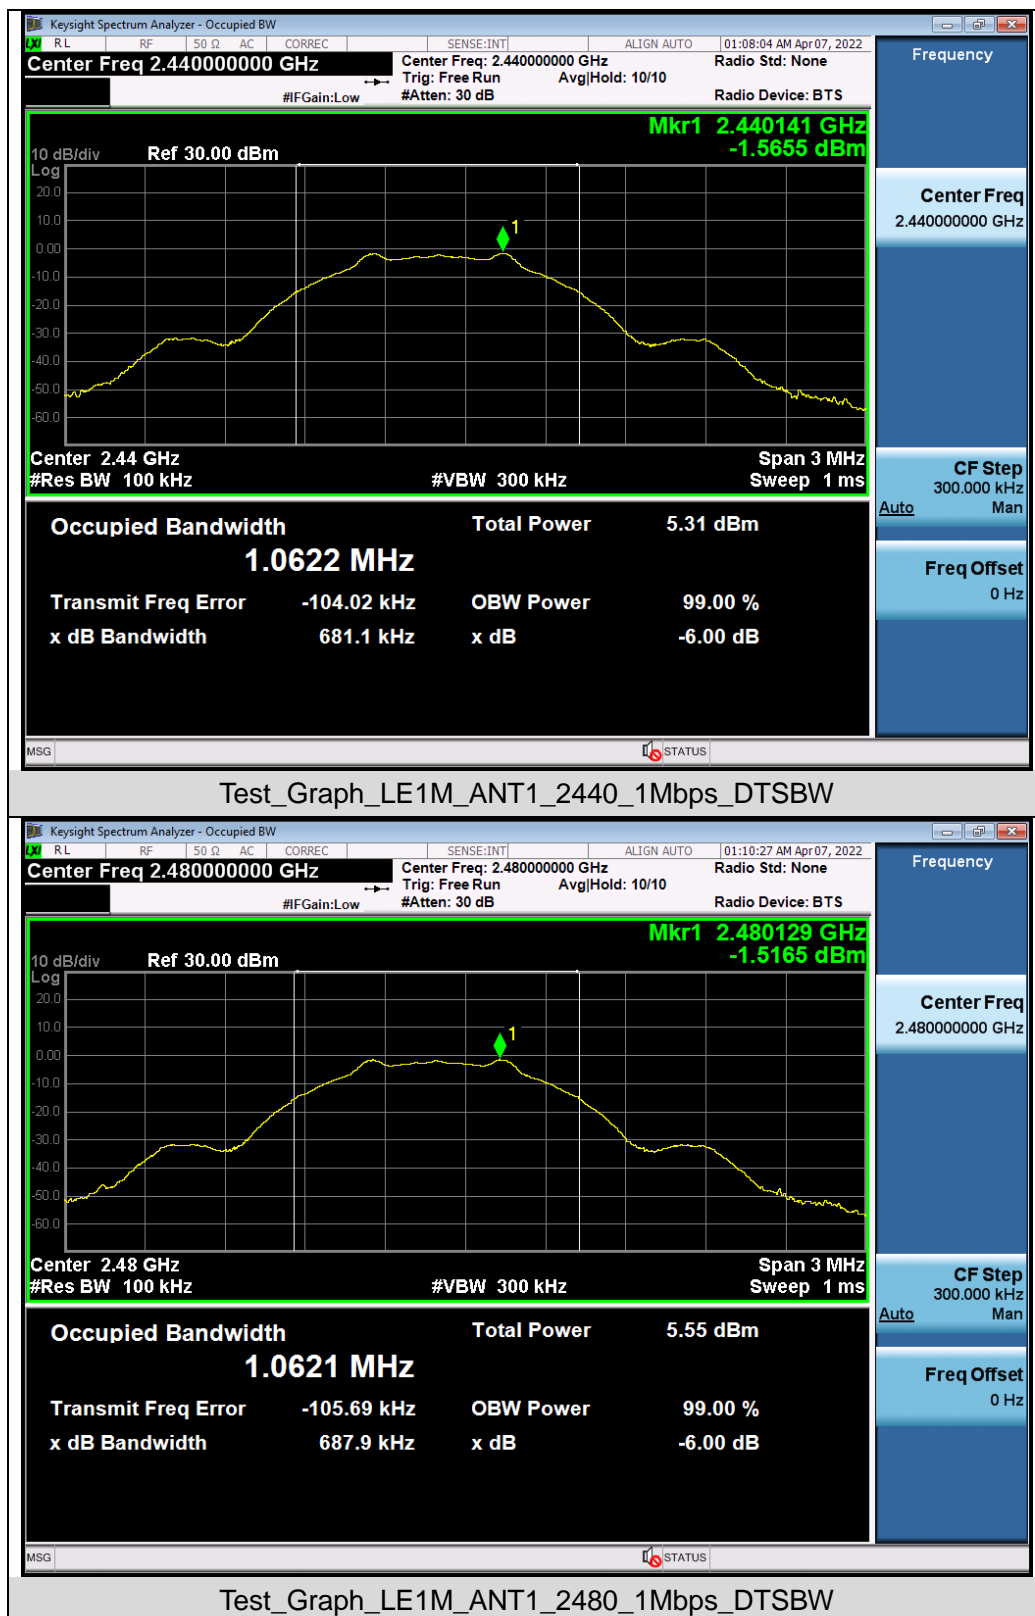 Keysight Spectrum Analyzer - Occupied BW
LXI RL RF 50 Ω AC CORREC SENSE:INT ALIGN AUTO 01:08:04 AM Apr 07, 2022
Center Freq 2.440000000 GHz
Center Freq: 2.440000000 GHz
Radio Std: None
Trig: Free Run Avg|Hold: 10/10
#IFGain:Low
#Atten: 30 dB
Radio Device: BTS
Frequency
Mkr1 2.440141 GHz
-1.5655 dBm
10 dB/div Ref 30.00 dBm
Log
20.0
10.0
0.00
-10.0
-20.0
-30.0
-40.0
-50.0
-60.0
1
Center 2.44 GHz Span 3 MHz
#Res BW 100 kHz #VBW 300 kHz Sweep 1 ms
Center Freq
2.440000000 GHz
CF Step
300.000 kHz
Auto Man
Freq Offset
0 Hz
Occupied Bandwidth Total Power 5.31 dBm
1.0622 MHz
Transmit Freq Error -104.02 kHz OBW Power 99.00 %
x dB Bandwidth 681.1 kHz x dB -6.00 dB
MSG STATUS
Test_Graph_LE1M_ANT1_2440_1Mbps_DTSBW
Keysight Spectrum Analyzer - Occupied BW
LXI RL RF 50 Ω AC CORREC SENSE:INT ALIGN AUTO 01:10:27 AM Apr 07, 2022
Center Freq 2.480000000 GHz
Center Freq: 2.480000000 GHz
Radio Std: None
Trig: Free Run Avg|Hold: 10/10
#IFGain:Low
#Atten: 30 dB
Radio Device: BTS
Frequency
Mkr1 2.480129 GHz
-1.5165 dBm
10 dB/div Ref 30.00 dBm
Log
20.0
10.0
0.00
-10.0
-20.0
-30.0
-40.0
-50.0
-60.0
1
Center 2.48 GHz Span 3 MHz
#Res BW 100 kHz #VBW 300 kHz Sweep 1 ms
Center Freq
2.480000000 GHz
CF Step
300.000 kHz
Auto Man
Freq Offset
0 Hz
Occupied Bandwidth Total Power 5.55 dBm
1.0621 MHz
Transmit Freq Error -105.69 kHz OBW Power 99.00 %
x dB Bandwidth 687.9 kHz x dB -6.00 dB
MSG STATUS
Test_Graph_LE1M_ANT1_2480_1Mbps_DTSBW